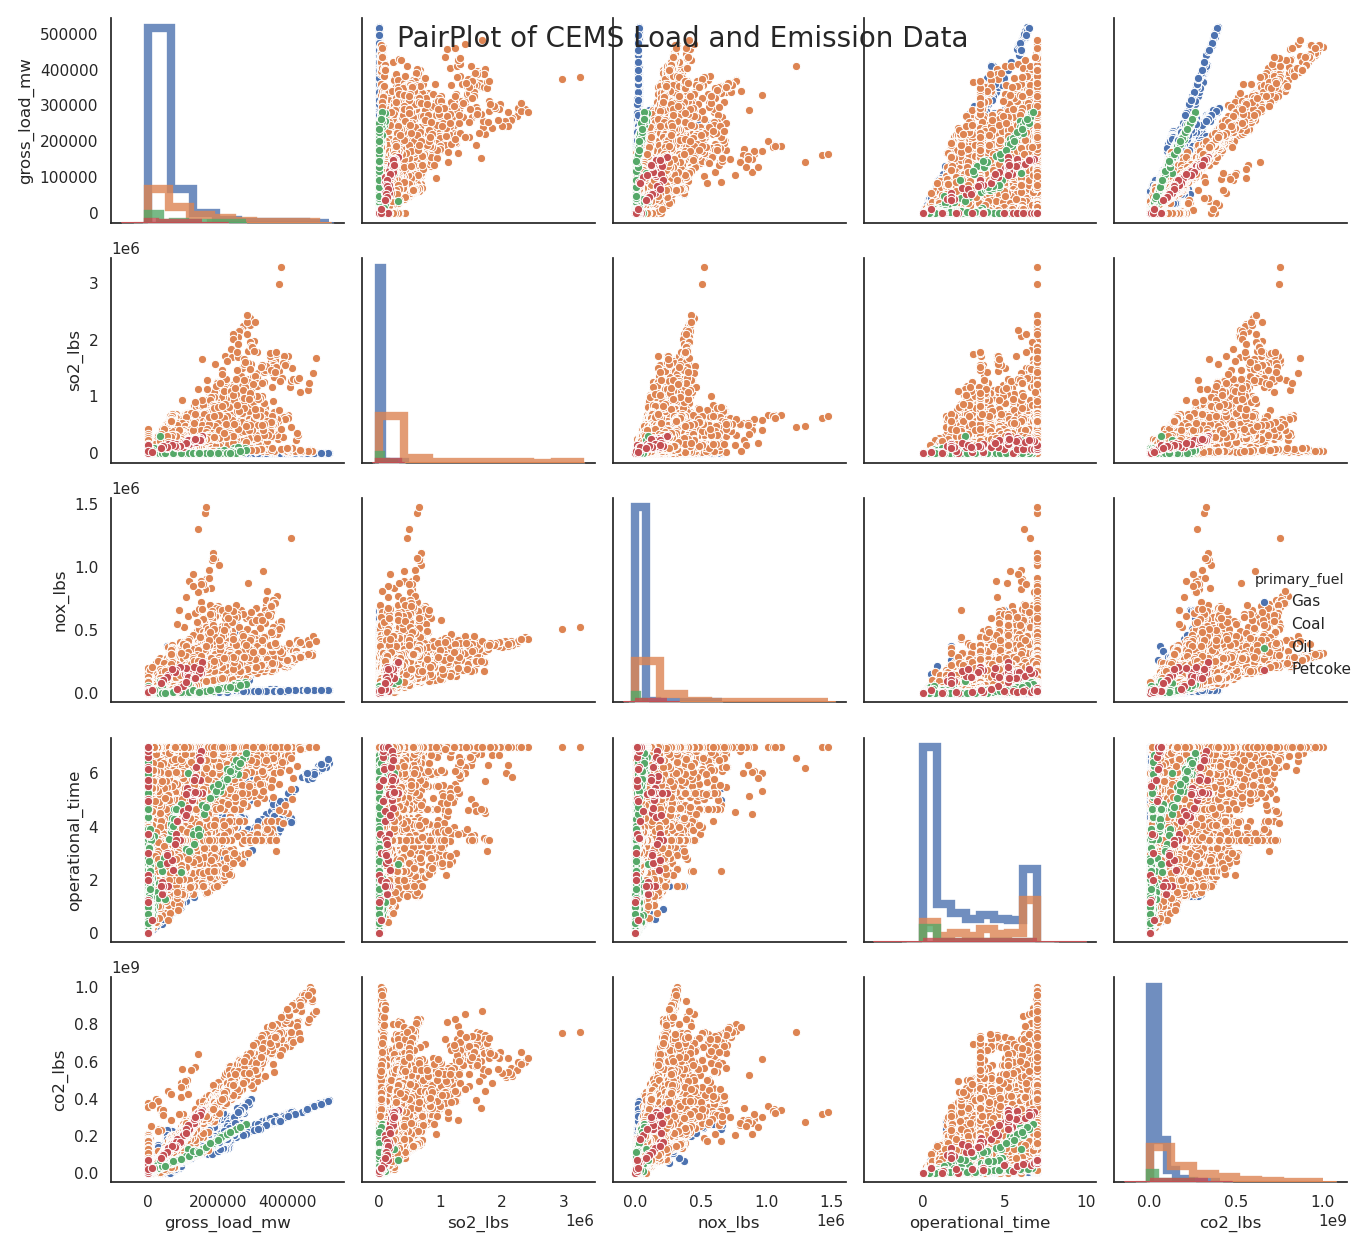 PairPlot of CEMS Load and Emission Data
500000
400000
300000
200000
100000
0
gross_load_mw
1e6
3
2
1
0
so2_lbs
1e6
1.5
1.0
0.5
0.0
nox_lbs
primary_fuel
Gas
Coal
Oil
Petcoke
6
4
2
0
operational_time
1e9
1.0
0.8
0.6
0.4
0.2
0.0
co2_lbs
0 200000 400000
gross_load_mw
0 1 2 3
1e6
so2_lbs
0.0 0.5 1.0 1.5
1e6
nox_lbs
0 5 10
operational_time
0.0 0.5 1.0
1e9
co2_lbs